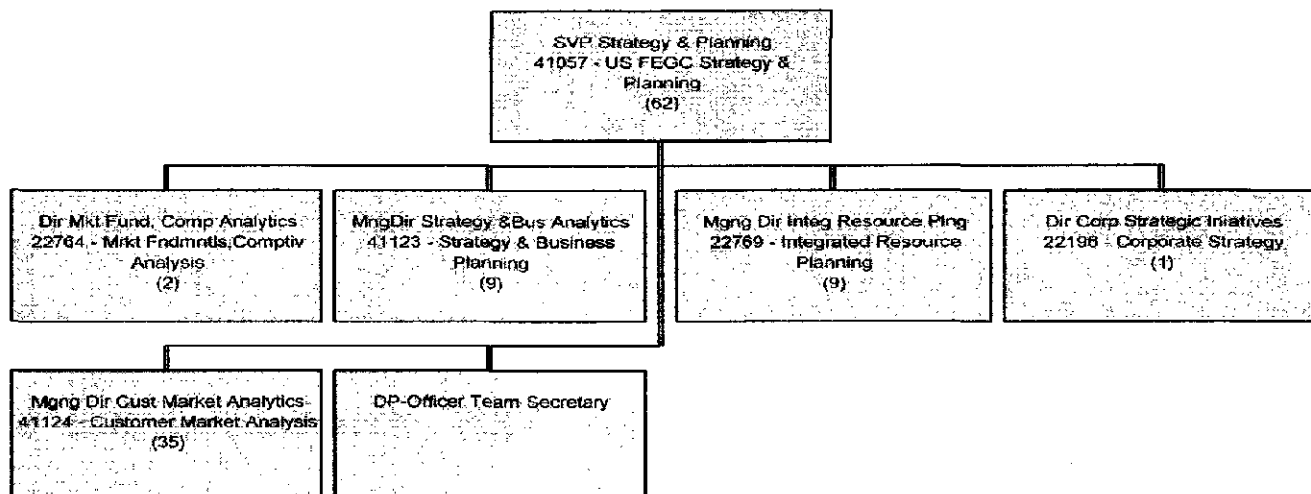 SVP Strategy & Planning
41057 - US FEGC Strategy &
Planning
(62)
Dir Mkt Fund, Comp Analytics
22764 - Mrkt Fndmntls,Comptiv
Analysis
(2)
MngDir Strategy &Bus Analytics
41123 - Strategy & Business
Planning
(9)
Mgng Dir Integ Resource Plng
22769 - Integrated Resource
Planning
(9)
Dir Corp Strategic Iniatives
22196 - Corporate Strategy
(1)
Mgng Dir Cust Market Analytics
41124 - Customer Market Analysis
(35)
DP-Officer Team Secretary